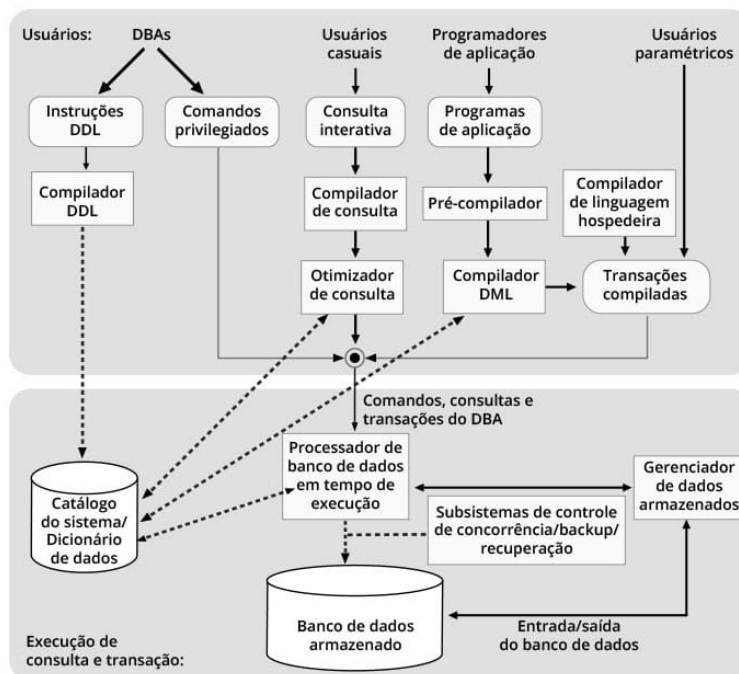 Usuários:
DBAs
Usuários
casuais
Programadores
de aplicação
Usuários
paramétricos
Instruções
DDL
Comandos
privilegiados
Consulta
interativa
Programas
de aplicação
Compilador
DDL
Compilador
de consulta
Pré-compilador
Compilador
de linguagem
hospedeira
Otimizador
de consulta
Compilador
DML
Transações
compiladas
Comandos, consultas e
transações do DBA
Processador de
banco de dados
em tempo de
execução
Gerenciador
de dados
armazenados
Catálogo
do sistema/
Dicionário
de dados
Subsistemas de controle
de concorrência/backup/
recuperação
Banco de dados
armazenado
Entrada/saída
do banco de dados
Execução de
consulta e transação: